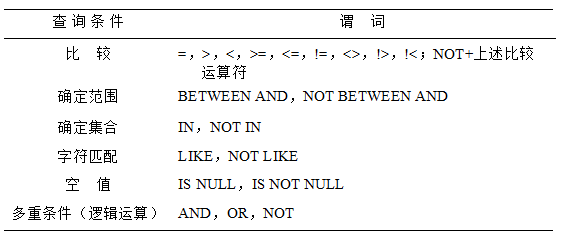 查 询 条 件 谓 词
比 较 =，>，<，>=，<=，!=，<>，!>，!<；NOT+上述比较
运算符
确定范围 BETWEEN AND，NOT BETWEEN AND
确定集合 IN，NOT IN
字符匹配 LIKE，NOT LIKE
空 值 IS NULL，IS NOT NULL
多重条件（逻辑运算） AND，OR，NOT